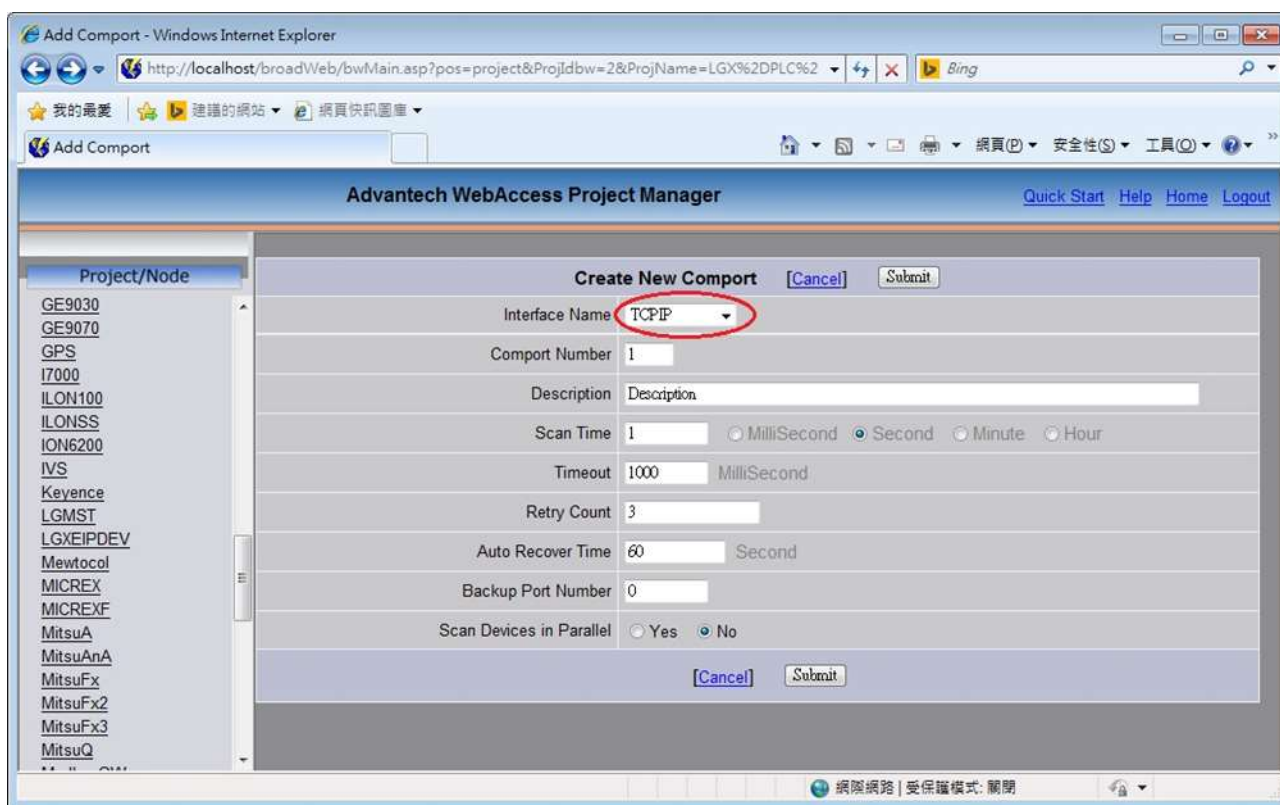 Add Comport - Windows Internet Explorer
http://localhost/broadWeb/bwMain.asp?pos=project&ProjIdbw=2&ProjName=LGX%2DPLC%2
Bing
我的最愛 建議的網站 網頁快訊圖庫
Add Comport
網頁(P) 安全性(S) 工具(O)
Advantech WebAccess Project Manager
Quick Start Help Home Logout
Project/Node
GE9030
GE9070
GPS
I7000
ILON100
ILONSS
ION6200
IVS
Keyence
LGMST
LGXEIPDEV
Mewtocol
MICREX
MICREXF
MitsuA
MitsuAnA
MitsuFx
MitsuFx2
MitsuFx3
MitsuQ
Create New Comport [Cancel] Submit
Interface Name TCPIP
Comport Number 1
Description Description
Scan Time 1 MilliSecond Second Minute Hour
Timeout 1000 MilliSecond
Retry Count 3
Auto Recover Time 60 Second
Backup Port Number 0
Scan Devices in Parallel Yes No
[Cancel] Submit
網際網路 | 受保護模式: 關閉